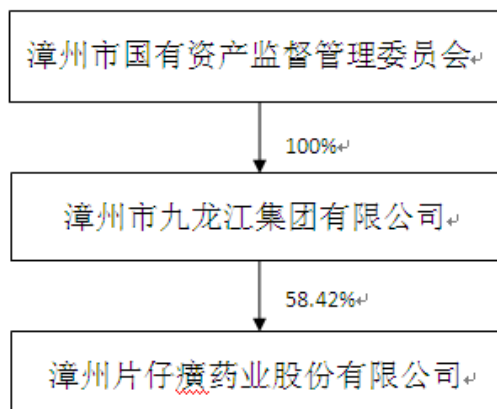 漳州市国有资产监督管理委员会
100%
漳州市九龙江集团有限公司
58.42%
漳州片仔癀药业股份有限公司